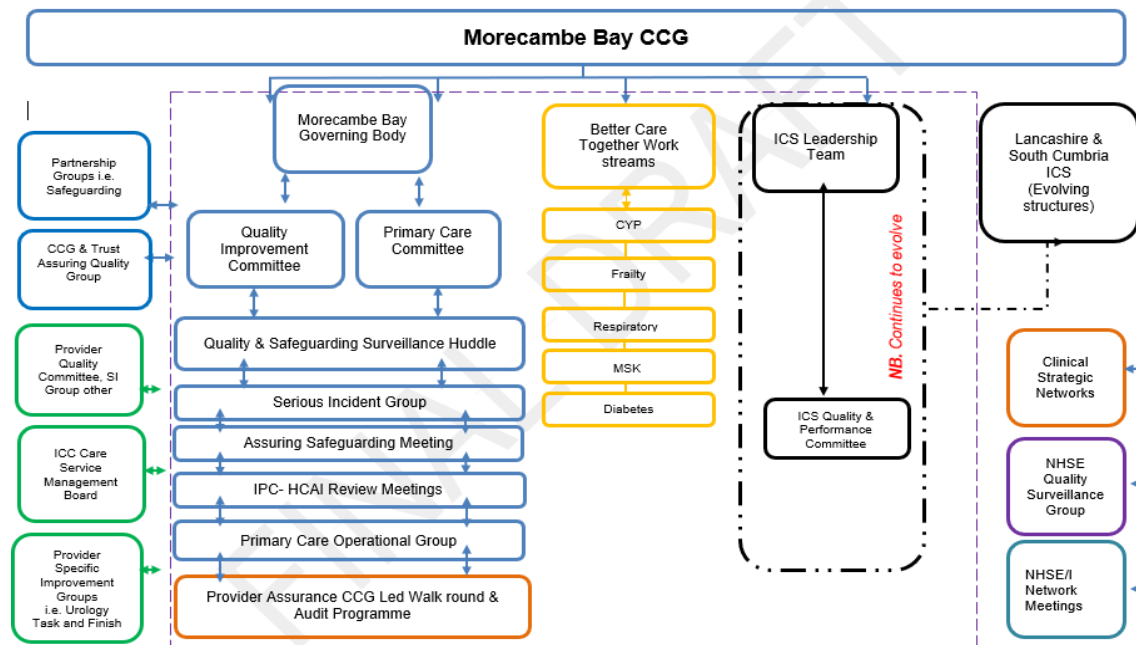 Morecambe Bay CCG
Morecambe Bay
Governing Body
Better Care
Together Work
streams
ICS Leadership
Team
Lancashire &
South Cumbria
ICS
(Evolving
structures)
Partnership
Groups i.e.
Safeguarding
CCG & Trust
Assuring Quality
Group
Quality
Improvement
Committee
Primary Care
Committee
CYP
Frailty
Respiratory
MSK
Diabetes
NB. Continues to evolve
Provider
Quality
Committee, SI
Group other
Quality & Safeguarding Surveillance Huddle
Serious Incident Group
Assuring Safeguarding Meeting
IPC- HCAI Review Meetings
Primary Care Operational Group
Provider Assurance CCG Led Walk round &
Audit Programme
ICS Quality &
Performance
Committee
ICC Care
Service
Management
Board
Provider
Specific
Improvement
Groups
i.e. Urology
Task and Finish
Clinical
Strategic
Networks
NHSE
Quality
Surveillance
Group
NHSE/I
Network
Meetings
FINAL DRAFT